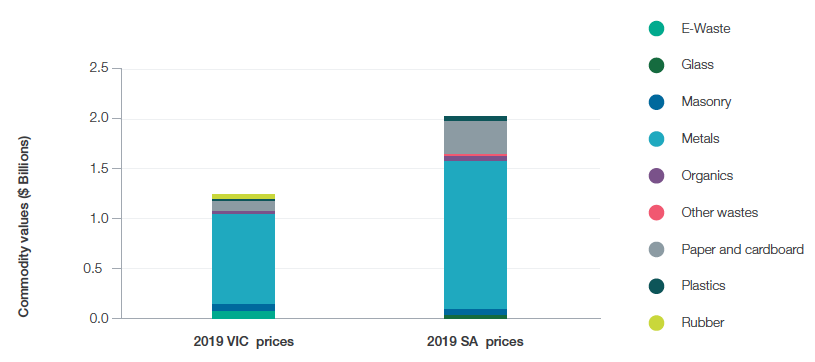 Commodity values ($ Billions)
2.5
2.0
1.5
1.0
0.5
0.0
2019 VIC prices
2019 SA prices
E-Waste
Glass
Masonry
Metals
Organics
Other wastes
Paper and cardboard
Plastics
Rubber